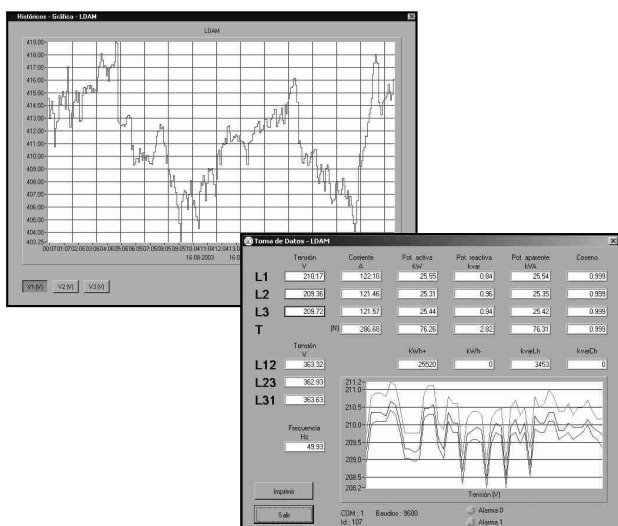 Históricos - Gráfica - LDAM
LDAM
419.00
417.00
416.00
415.00
414.00
413.00
412.00
411.00
410.00
409.00
408.00
407.00
406.00
405.00
404.00
403.25
16-08-2003
V1 (V) V2 (V) V3 (V)
Toma de Datos - LDAM
Tensión Corriente Pot. activa Pot. reactiva Pot. aparente Coseno
V A kW kvar kVA
L1 210.17 122.10 25.55 0.84 25.54 0.999
L2 209.36 121.46 25.31 0.96 25.35 0.999
L3 209.72 121.57 25.44 0.94 25.42 0.999
T (N) 286.68 76.26 2.82 76.31 0.999
Tensión
V kWh+ kWh- kvarLh kvarCh
L12 363.32 25520 0 3453 0
L23 362.93
L31 363.63
Frecuencia
Hz
49.93
211.2
211.0
210.5
210.0
209.5
209.0
208.5
208.2
Tensión (V)
Imprimir
Salir
COM : 1 Baudios : 9600 Alarma 0
Id : 107 Alarma 1